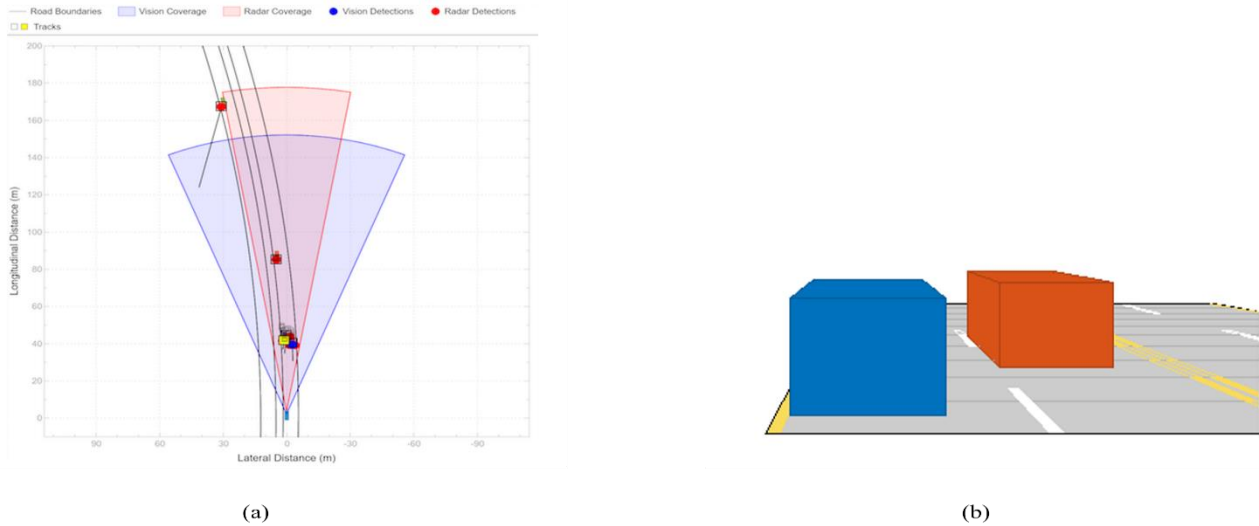 Road Boundaries Vision Coverage Radar Coverage Vision Detections Radar Detections
Tracks
200
180
160
140
120
100
80
60
40
20
0
Longitudinal Distance (m)
90 60 30 0 -30 -60 -90
Lateral Distance (m)
(a) (b)